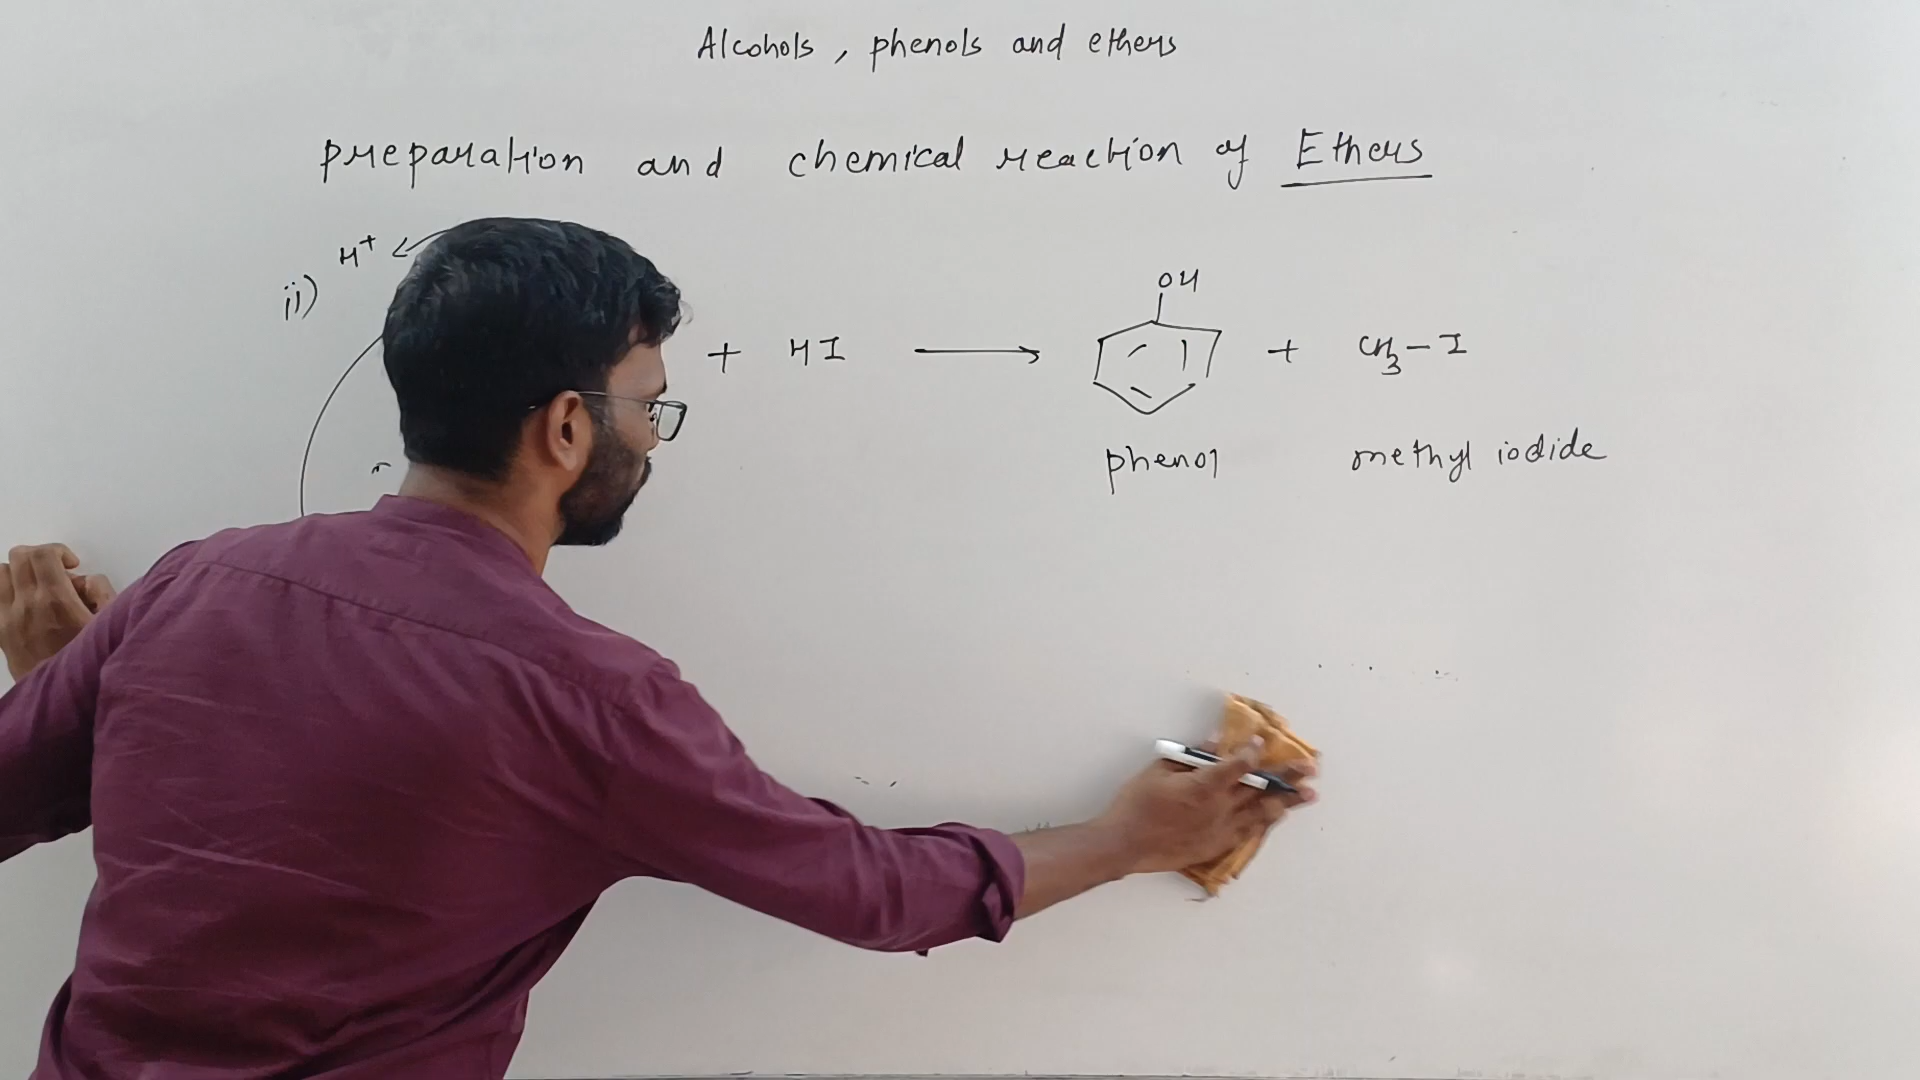 Alcohols, phenols and ethers
preparation and chemical reaction of Ethers
H+
ii)
OH
+ HI ⟶ + CH3-I
phenol methyl iodide